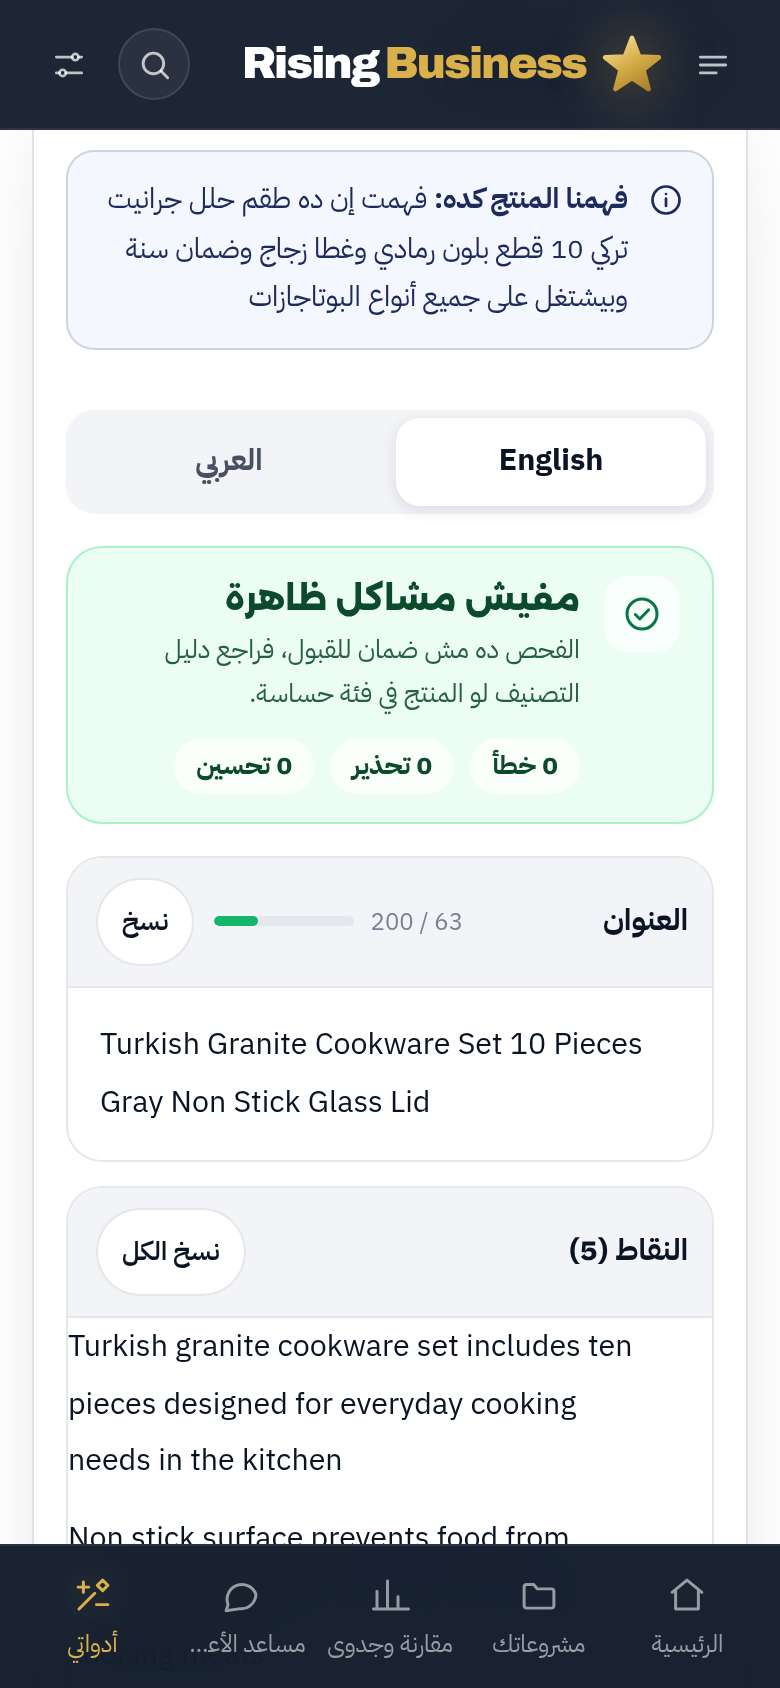 Rising Business
فهمنا المنتج كده: فهمت إن ده طقم حلل جرانيت
تركي 10 قطع بلون رمادي وغطا زجاج وضمان سنة
وبيشتغل على جميع أنواع البوتاجازات
English
العربي
مفيش مشاكل ظاهرة
الفحص ده مش ضمان للقبول، فراجع دليل
التصنيف لو المنتج في فئة حساسة.
0 خطأ
0 تحذير
0 تحسين
العنوان
200 / 63
نسخ
Turkish Granite Cookware Set 10 Pieces
Gray Non Stick Glass Lid
النقاط (5)
نسخ الكل
Turkish granite cookware set includes ten
pieces designed for everyday cooking
needs in the kitchen
Non stick surface prevents food from
الرئيسية
مشروعاتك
مقارنة وجدوى
مساعد الأع...
أدواتي